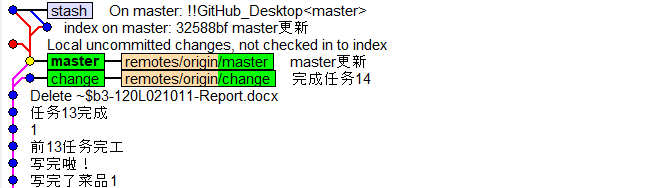 stash On master: !!GitHub_Desktop<master>
index on master: 32588bf master更新
Local uncommitted changes, not checked in to index
master remotes/origin/master master更新
change remotes/origin/change 完成任务14
Delete ~$b3-120L021011-Report.docx
任务13完成
1
前13任务完工
写完啦！
写完了菜品1